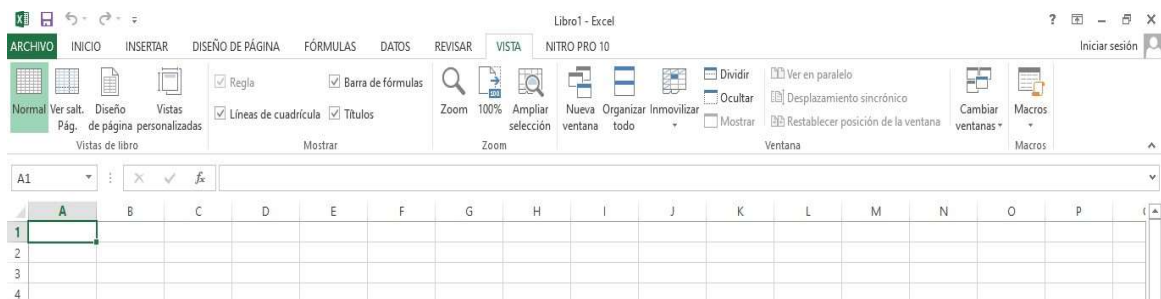 Libro1 - Excel
?
ARCHIVO INICIO INSERTAR DISEÑO DE PÁGINA FÓRMULAS DATOS REVISAR VISTA NITRO PRO 10 Iniciar sesión
Normal Ver salt. Pág. Diseño de página Vistas personalizadas
Vistas de libro
Regla Barra de fórmulas
Líneas de cuadrícula Títulos
Mostrar
Zoom 100% Ampliar selección
Zoom
Nueva ventana Organizar todo Inmovilizar
Dividir Ver en paralelo
Ocultar Desplazamiento sincrónico
Mostrar Restablecer posición de la ventana
Cambiar ventanas
Ventana
Macros
Macros
A1 fx
A B C D E F G H I J K L M N O P
1
2
3
4